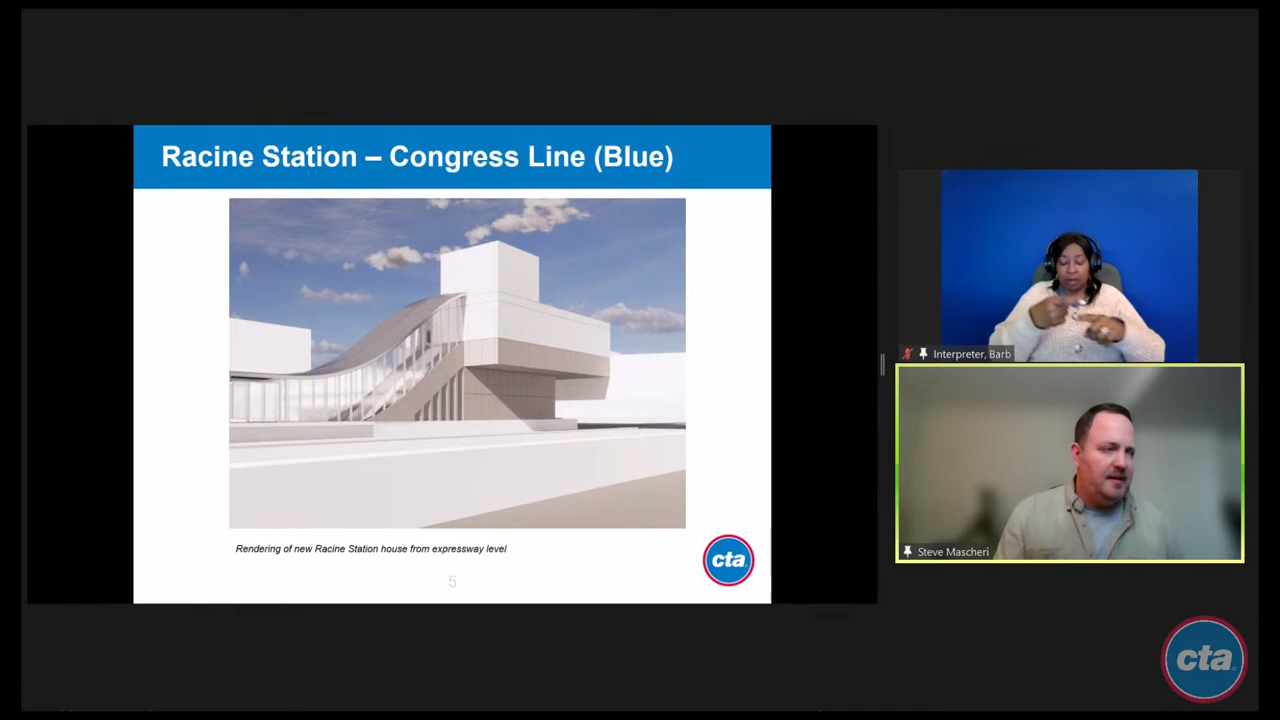 Racine Station – Congress Line (Blue)
Rendering of new Racine Station house from expressway level
5
cta
Interpreter, Barb
Steve Mascheri
cta